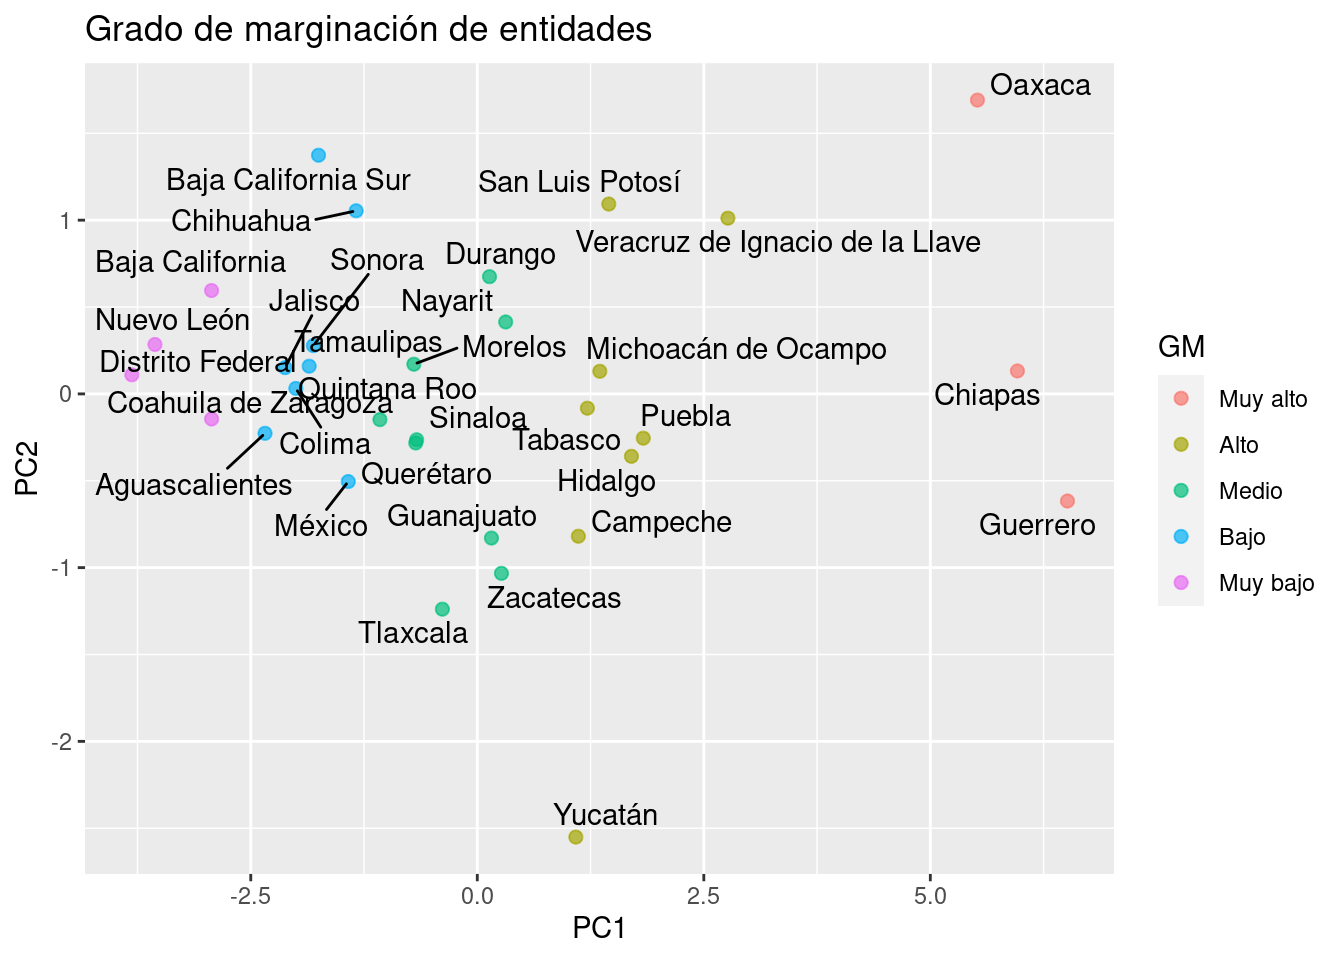 Grado de marginación de entidades
Oaxaca
Baja California Sur
San Luis Potosí
Chihuahua
Veracruz de Ignacio de la Llave
Durango
Sonora
Baja California
Jalisco
Nayarit
Nuevo León
Tamaulipas
Morelos
Michoacán de Ocampo
Distrito Federal
Quintana Roo
Chiapas
Coahuila de Zaragoza
Sinaloa
Puebla
Colima
Tabasco
Querétaro
Hidalgo
Aguascalientes
Guanajuato
Campeche
México
Guerrero
Zacatecas
Tlaxcala
Yucatán
1
0
-1
-2
PC2
-2.5
0.0
2.5
5.0
PC1
GM
Muy alto
Alto
Medio
Bajo
Muy bajo